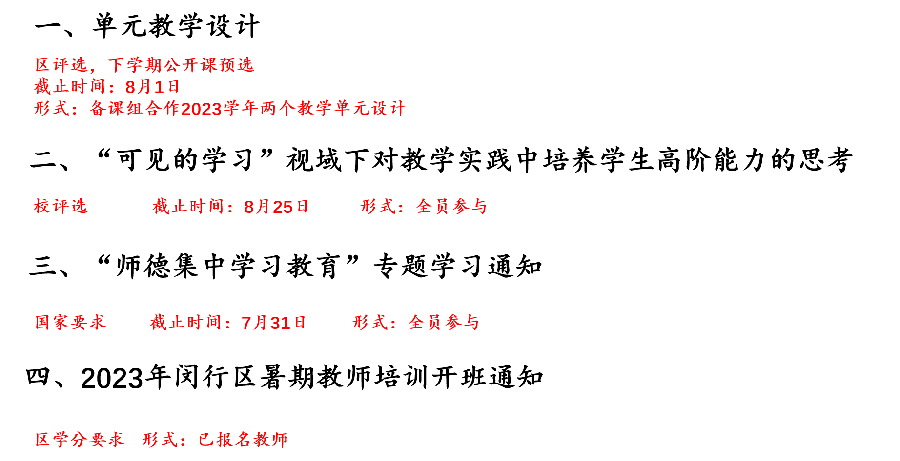 一、单元教学设计
区评选，下学期公开课预选
截止时间：8月1日
形式：备课组合作2023学年两个教学单元设计
二、“可见的学习”视域下对教学实践中培养学生高阶能力的思考
校评选 截止时间：8月25日 形式：全员参与
三、“师德集中学习教育”专题学习通知
国家要求 截止时间：7月31日 形式：全员参与
四、2023年闵行区暑期教师培训开班通知
区学分要求 形式：已报名教师